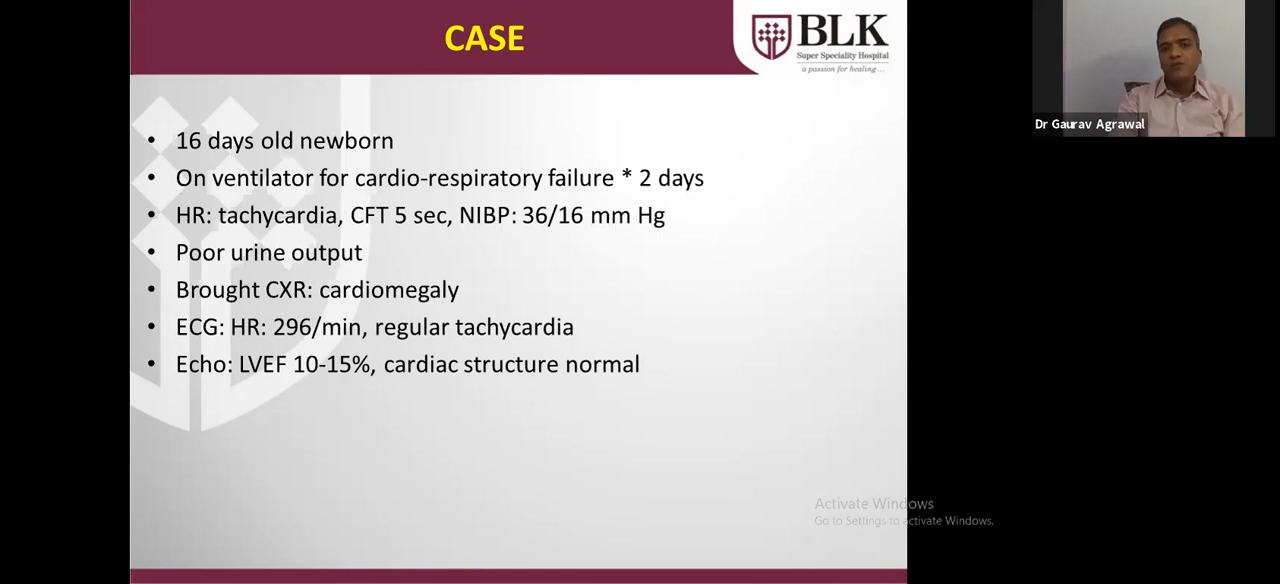 CASE
BLK
Super Speciality Hospital
a passion for healing...
Dr Gaurav Agrawal
• 16 days old newborn
• On ventilator for cardio-respiratory failure * 2 days
• HR: tachycardia, CFT 5 sec, NIBP: 36/16 mm Hg
• Poor urine output
• Brought CXR: cardiomegaly
• ECG: HR: 296/min, regular tachycardia
• Echo: LVEF 10-15%, cardiac structure normal
Activate Windows
Go to Settings to activate Windows.